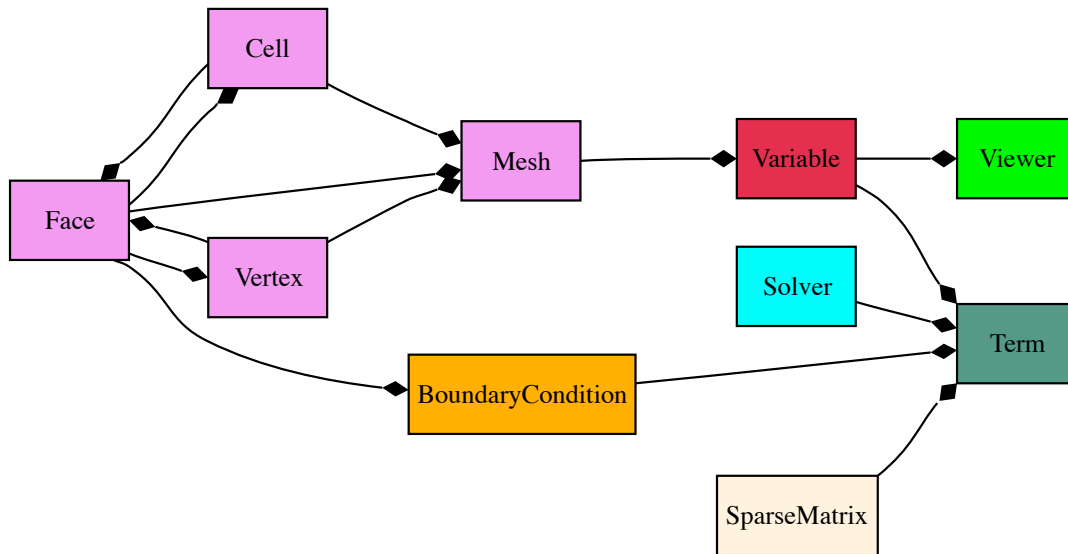 Cell
Face
Vertex
Mesh
Variable
Viewer
Solver
Term
BoundaryCondition
SparseMatrix